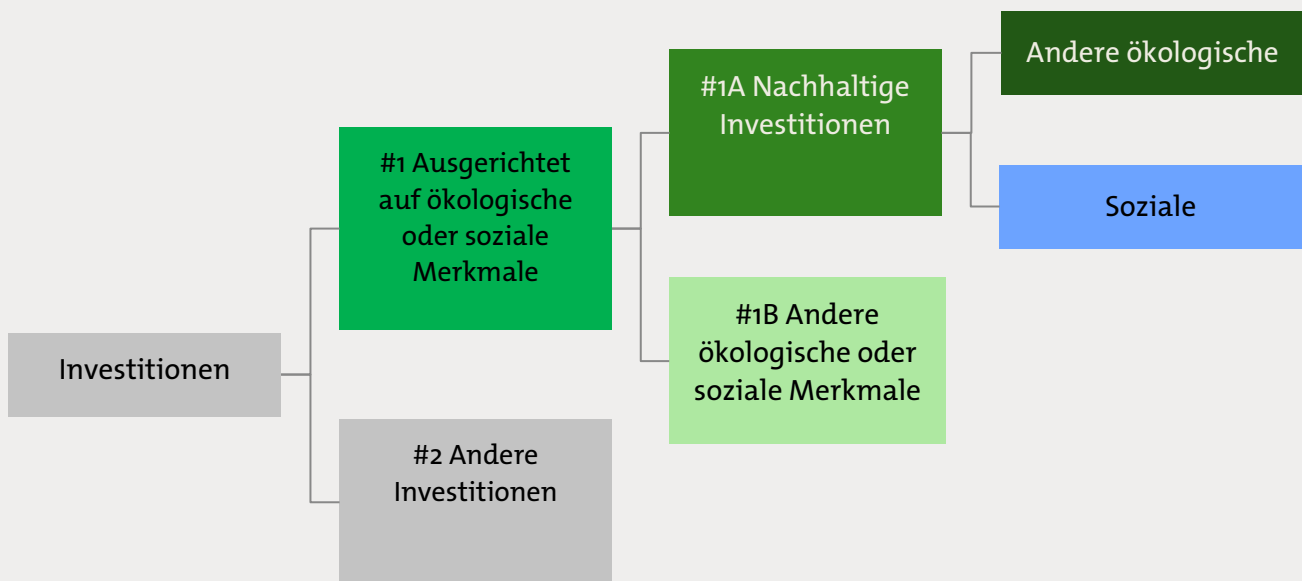 Andere ökologische
#1A Nachhaltige
Investitionen
#1 Ausgerichtet
auf ökologische
oder soziale
Merkmale
Soziale
#1B Andere
ökologische oder
soziale Merkmale
Investitionen
#2 Andere
Investitionen